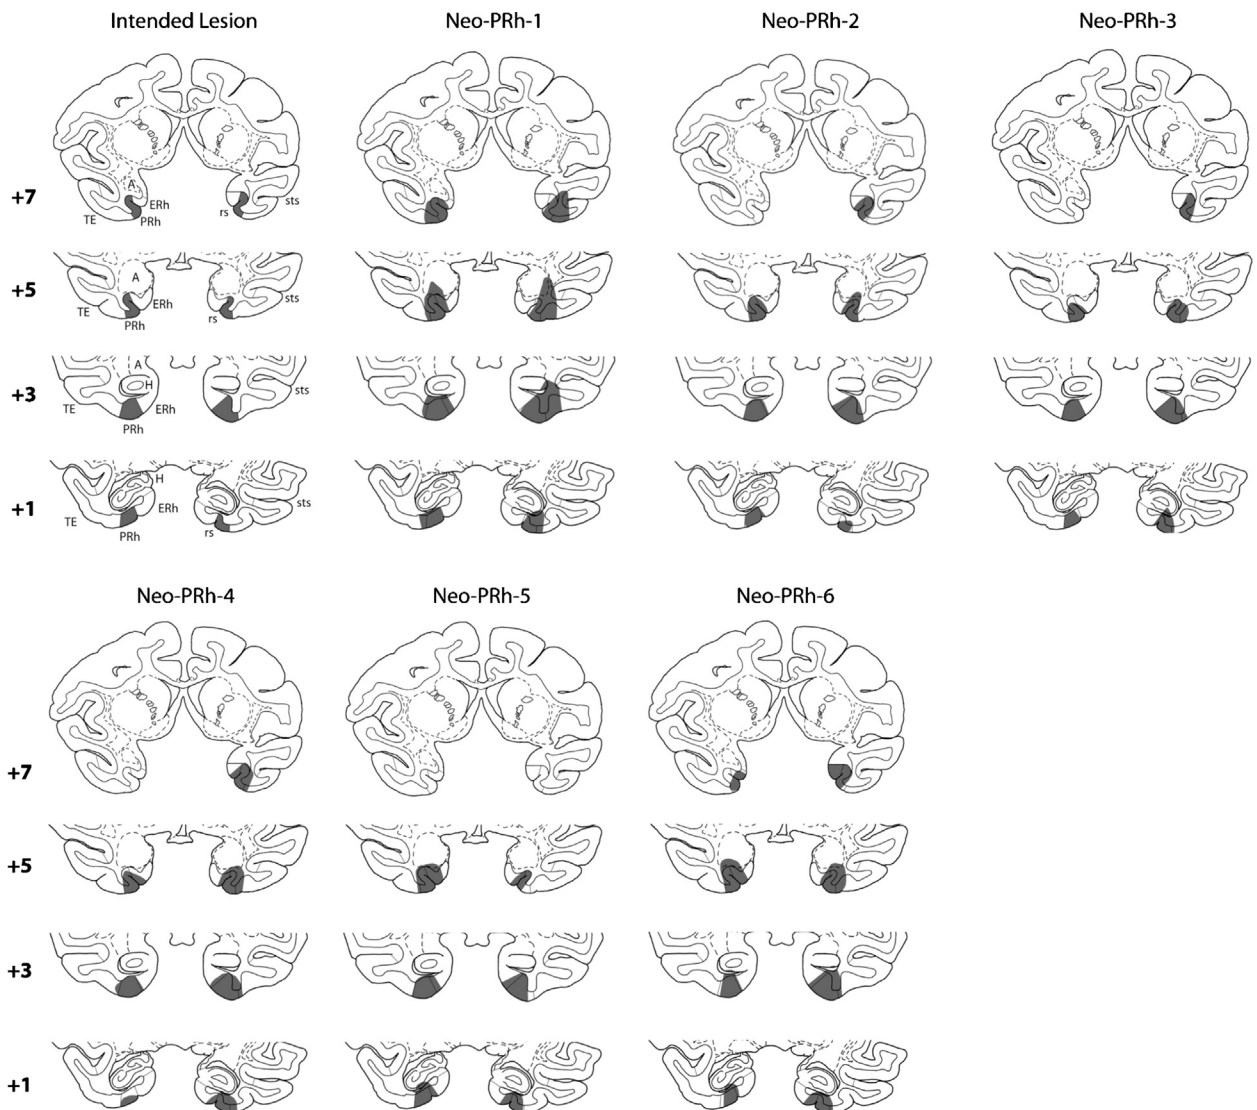 Intended Lesion Neo-PRh-1 Neo-PRh-2 Neo-PRh-3
+7 A TE ERh PRh rs sts
+5 A TE ERh PRh rs sts
+3 A H TE ERh PRh sts
+1 H TE ERh PRh rs sts
Neo-PRh-4 Neo-PRh-5 Neo-PRh-6
+7
+5
+3
+1